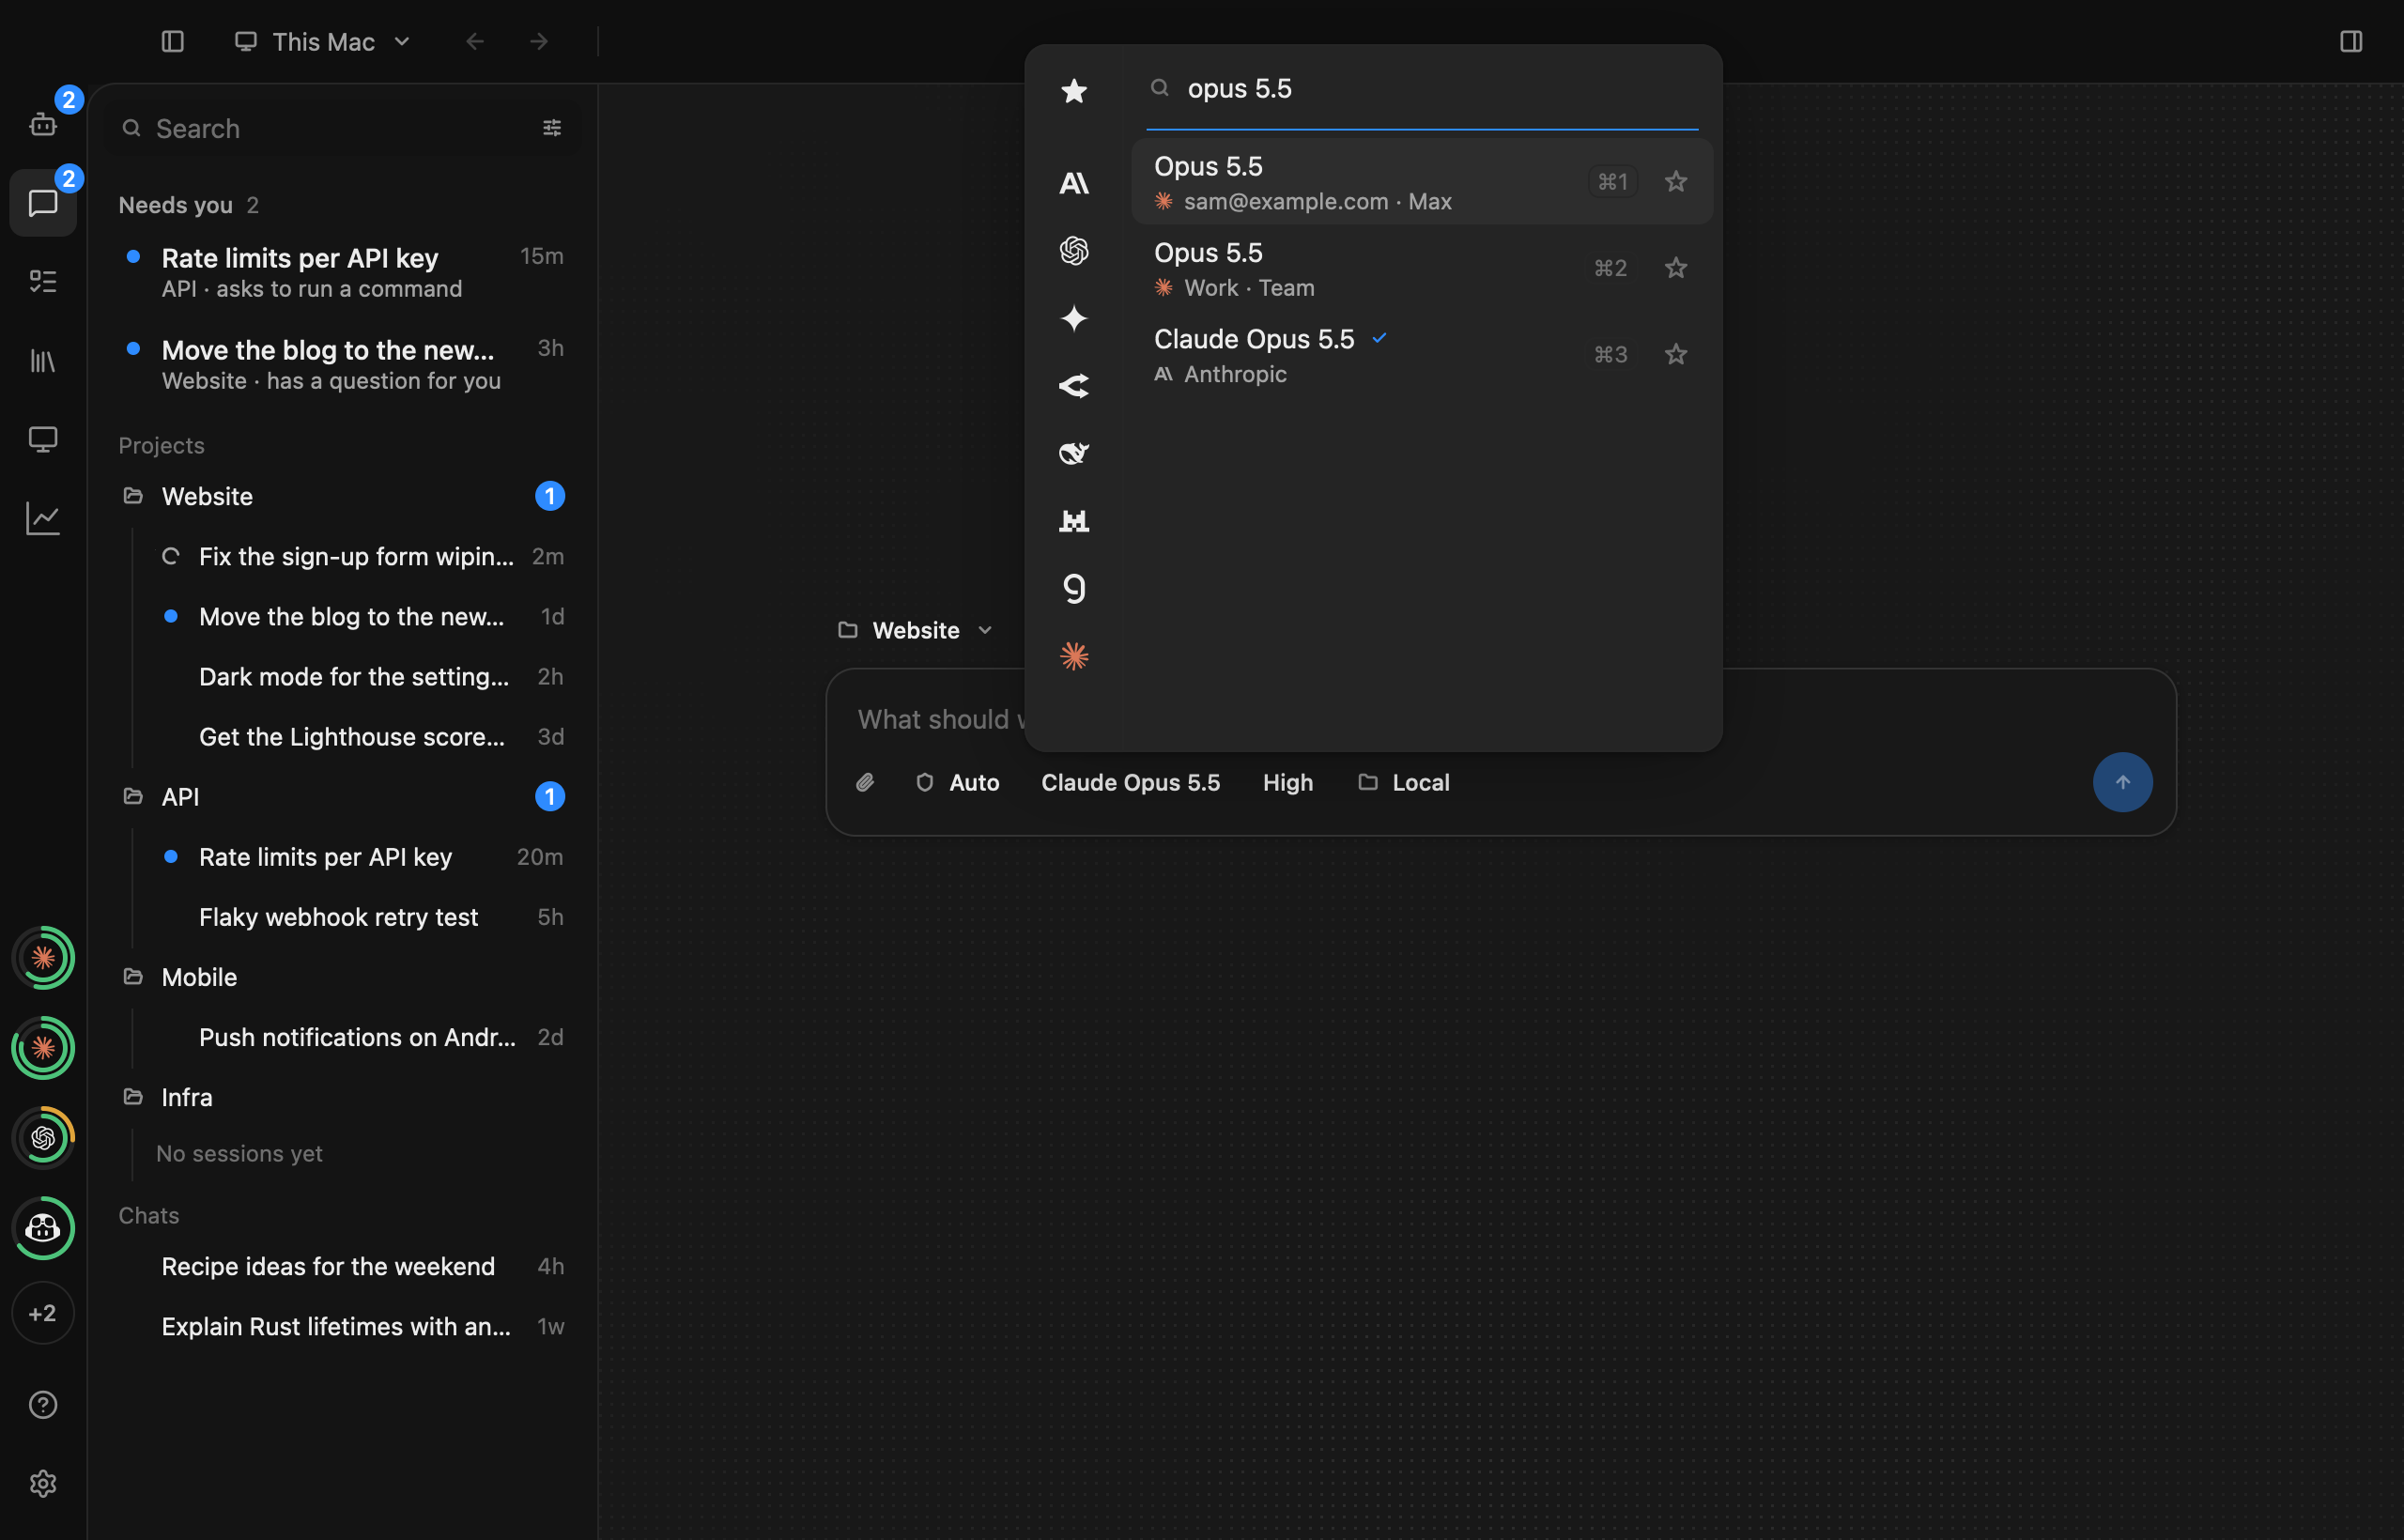 This Mac
2
2
Search
Needs you 2
Rate limits per API key 15m
API · asks to run a command
Move the blog to the new... 3h
Website · has a question for you
Projects
Website 1
Fix the sign-up form wipin... 2m
Move the blog to the new... 1d
Dark mode for the setting... 2h
Get the Lighthouse score... 3d
API 1
Rate limits per API key 20m
Flaky webhook retry test 5h
Mobile
Push notifications on Andr... 2d
Infra
No sessions yet
Chats
Recipe ideas for the weekend 4h
Explain Rust lifetimes with an... 1w
+2
opus 5.5
Opus 5.5 ⌘1
sam@example.com · Max
Opus 5.5 ⌘2
Work · Team
Claude Opus 5.5 ⌘3
Anthropic
Website
What should
Auto Claude Opus 5.5 High Local